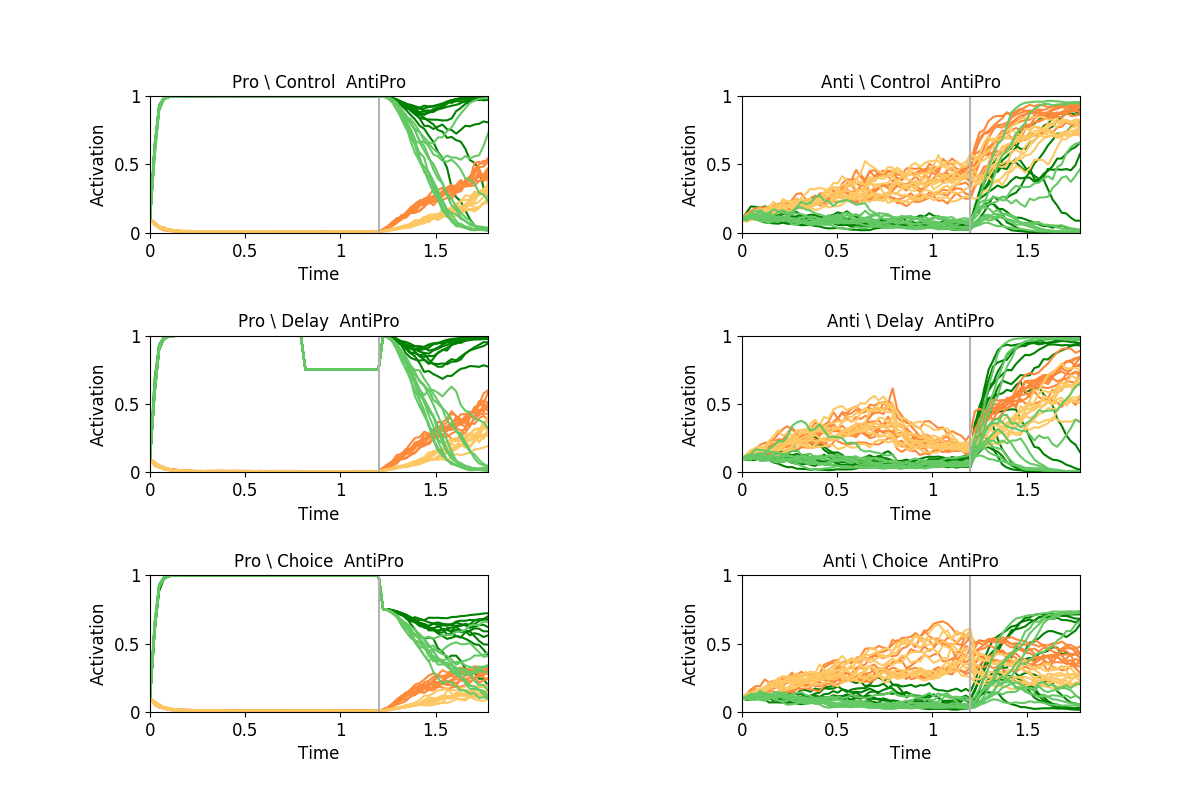 Pro \ Control  AntiPro
Activation
1
0.5
0
0
0.5
1
1.5
Time
Anti \ Control  AntiPro
Activation
1
0.5
0
0
0.5
1
1.5
Time
Pro \ Delay  AntiPro
Activation
1
0.5
0
0
0.5
1
1.5
Time
Anti \ Delay  AntiPro
Activation
1
0.5
0
0
0.5
1
1.5
Time
Pro \ Choice  AntiPro
Activation
1
0.5
0
0
0.5
1
1.5
Time
Anti \ Choice  AntiPro
Activation
1
0.5
0
0
0.5
1
1.5
Time